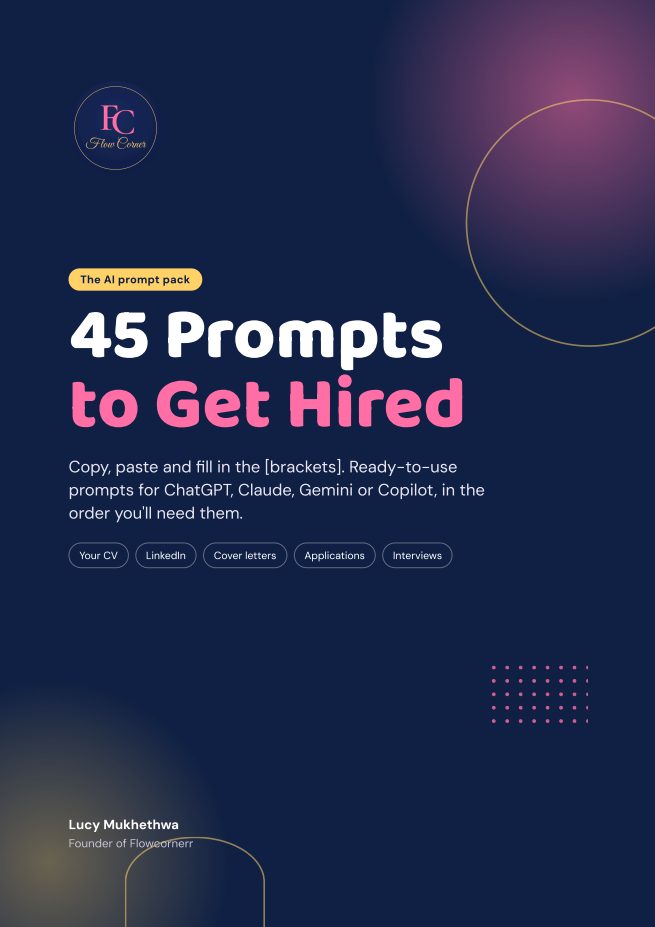 FC
Flow Corner
The AI prompt pack
45 Prompts
to Get Hired
Copy, paste and fill in the [brackets]. Ready-to-use
prompts for ChatGPT, Claude, Gemini or Copilot, in the
order you'll need them.
Your CV
LinkedIn
Cover letters
Applications
Interviews
Lucy Mukhethwa
Founder of Flowcornerr